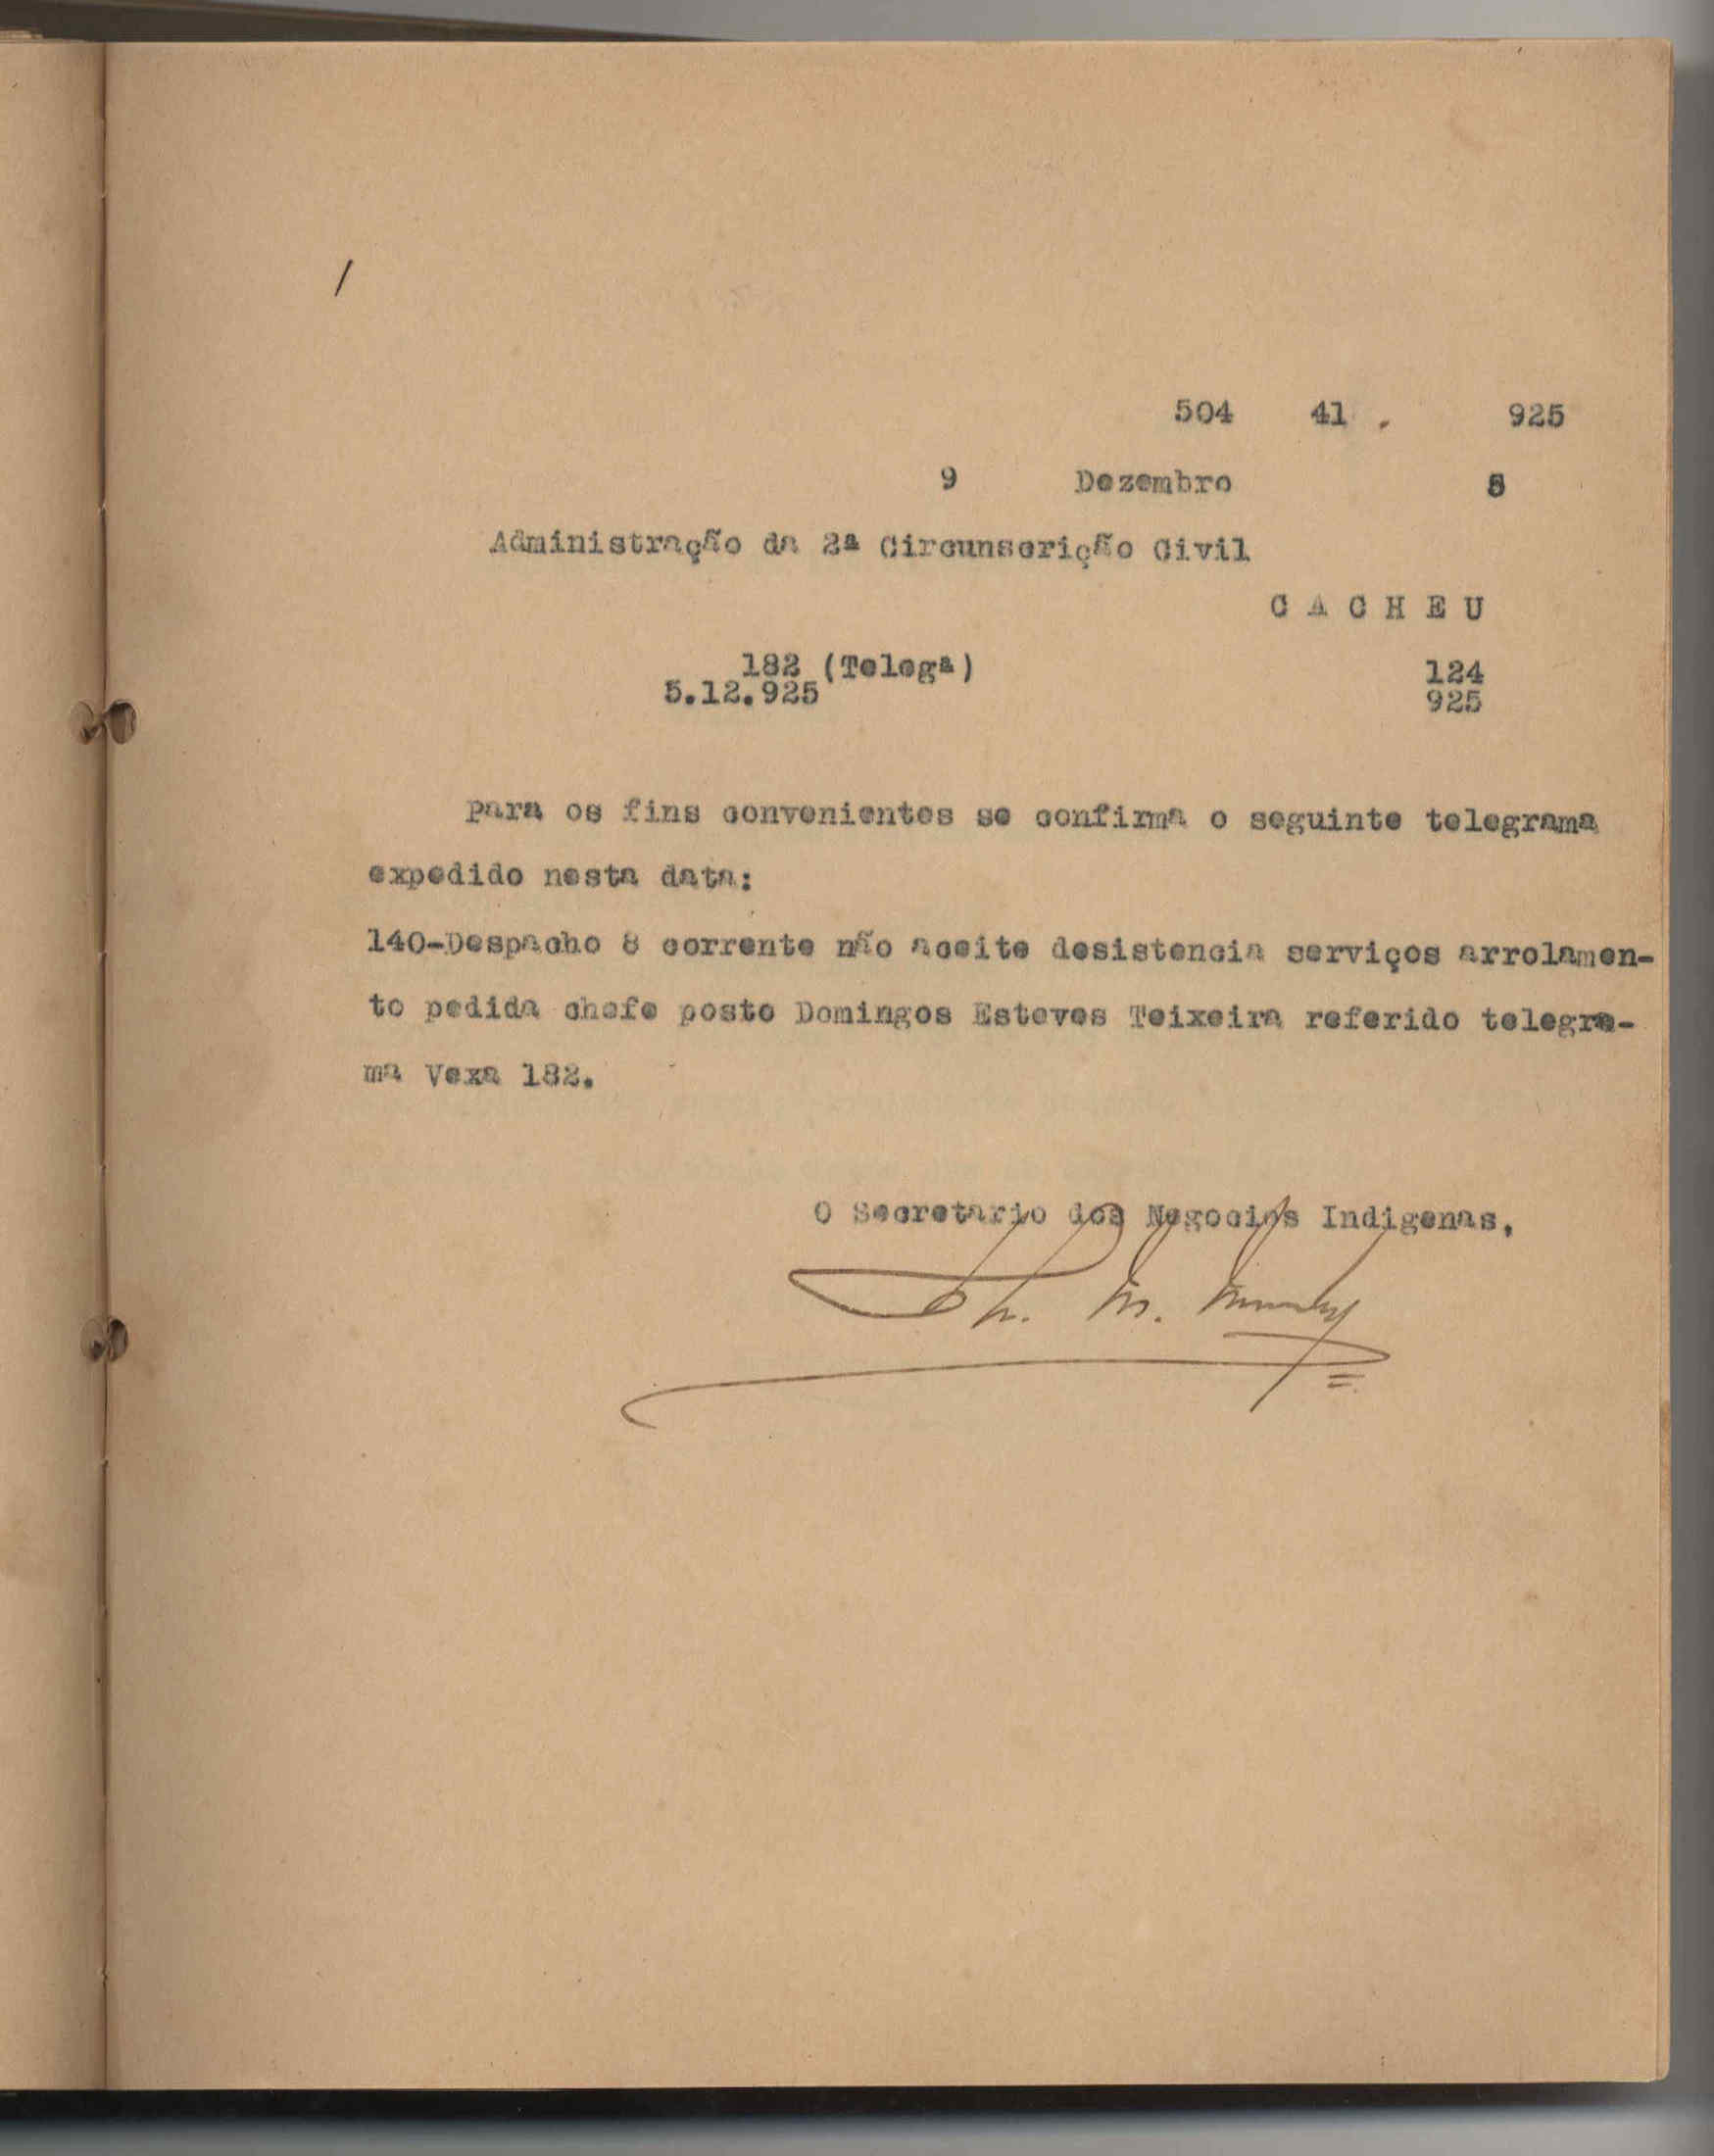 /
504 41 . 925
9 Dezembro 5
Administração da 2ª Circunscrição Civil
C A C H E U
182 (Telegª) 124
5.12.925 925
Para os fins convenientes se confirma o seguinte telegrama
expedido nesta data:
140-Despacho 8 corrente não aceite desistencia serviços arrolamen-
to pedida chefe posto Domingos Esteves Teixeira referido telegra-
ma Vexa 182.
O Secretario dos Negocios Indigenas,